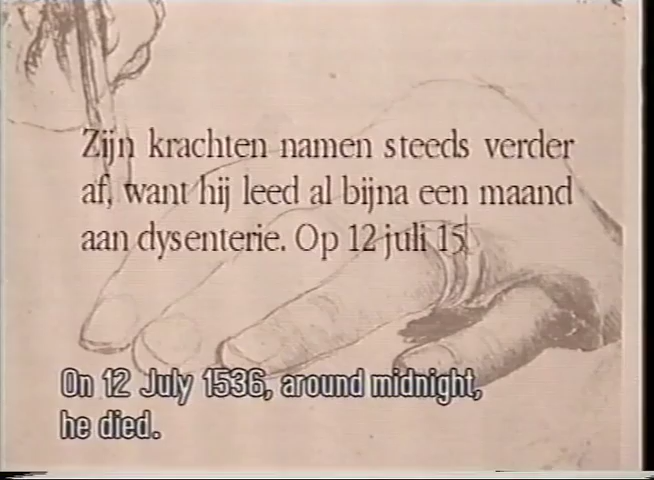 Zijn krachten namen steeds verder
af, want hij leed al bijna een maand
aan dysenterie. Op 12 juli 15
On 12 July 1536, around midnight,
he died.